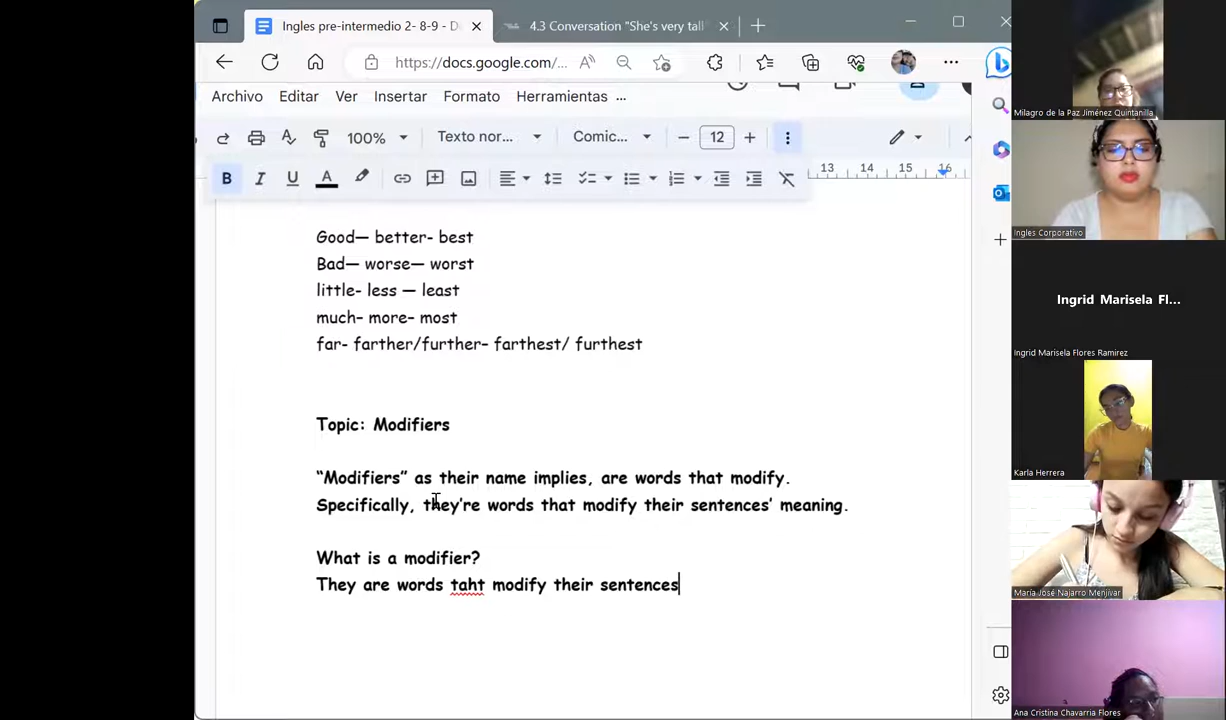 Ingles pre-intermedio 2- 8-9 - D
4.3 Conversation "She's very tall"
https://docs.google.com/...
Archivo Editar Ver Insertar Formato Herramientas ...
100% Texto nor... Comic... 12
B I U A
13 14 15 16
Good— better- best
Bad— worse— worst
little- less — least
much- more- most
far- farther/further- farthest/ furthest
Topic: Modifiers
“Modifiers” as their name implies, are words that modify.
Specifically, they’re words that modify their sentences’ meaning.
What is a modifier?
They are words taht modify their sentences
Milagro de la Paz Jiménez Quintanilla
Ingles Corporativo
Ingrid Marisela Fl...
Ingrid Marisela Flores Ramirez
Karla Herrera
María José Najarro Menjívar
Ana Cristina Chavarria Flores